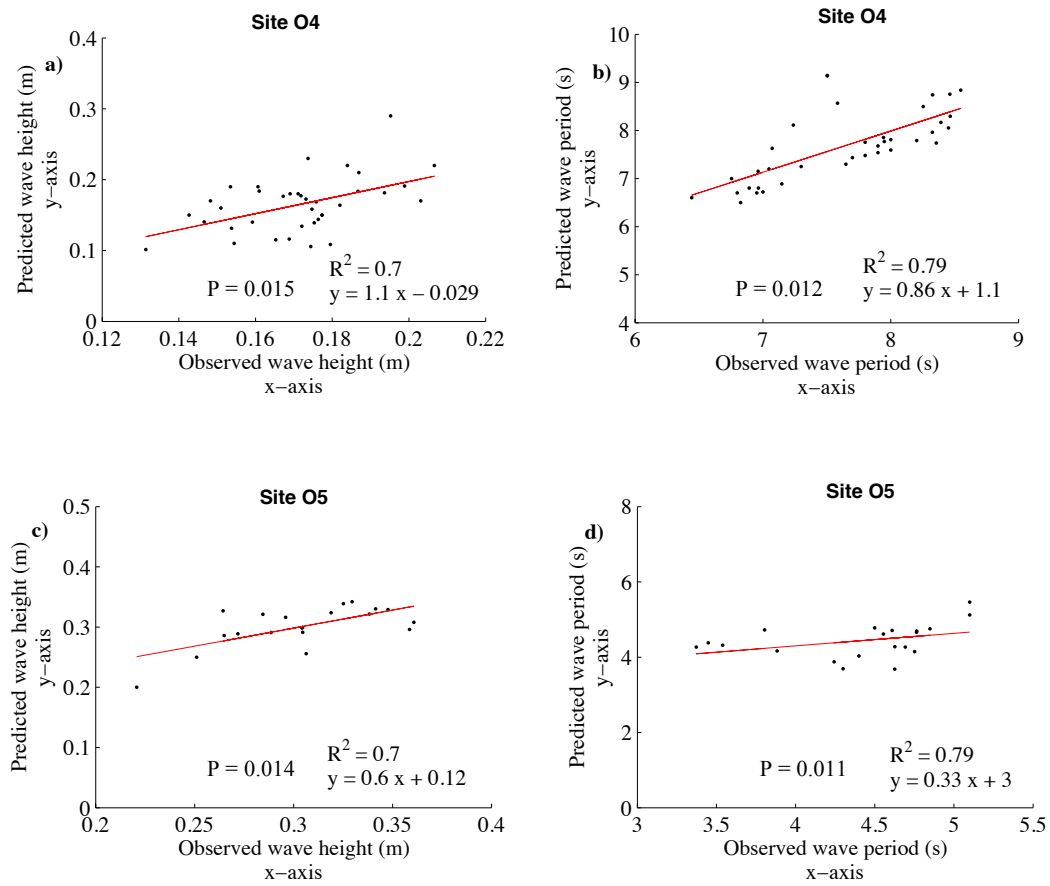 Site O4
a)
Predicted wave height (m)
y−axis
0.4
0.3
0.2
0.1
0
P = 0.015
R² = 0.7
y = 1.1 x − 0.029
0.12 0.14 0.16 0.18 0.2 0.22
Observed wave height (m)
x−axis
Site O4
b)
Predicted wave period (s)
y−axis
10
9
8
7
6
5
4
P = 0.012
R² = 0.79
y = 0.86 x + 1.1
6 7 8 9
Observed wave period (s)
x−axis
Site O5
c)
Predicted wave height (m)
y−axis
0.5
0.4
0.3
0.2
0.1
0
P = 0.014
R² = 0.7
y = 0.6 x + 0.12
0.2 0.3 0.4
Observed wave height (m)
x−axis
Site O5
d)
Predicted wave period (s)
y−axis
8
6
4
2
0
P = 0.011
R² = 0.79
y = 0.33 x + 3
3 3.5 4 4.5 5 5.5
Observed wave period (s)
x−axis